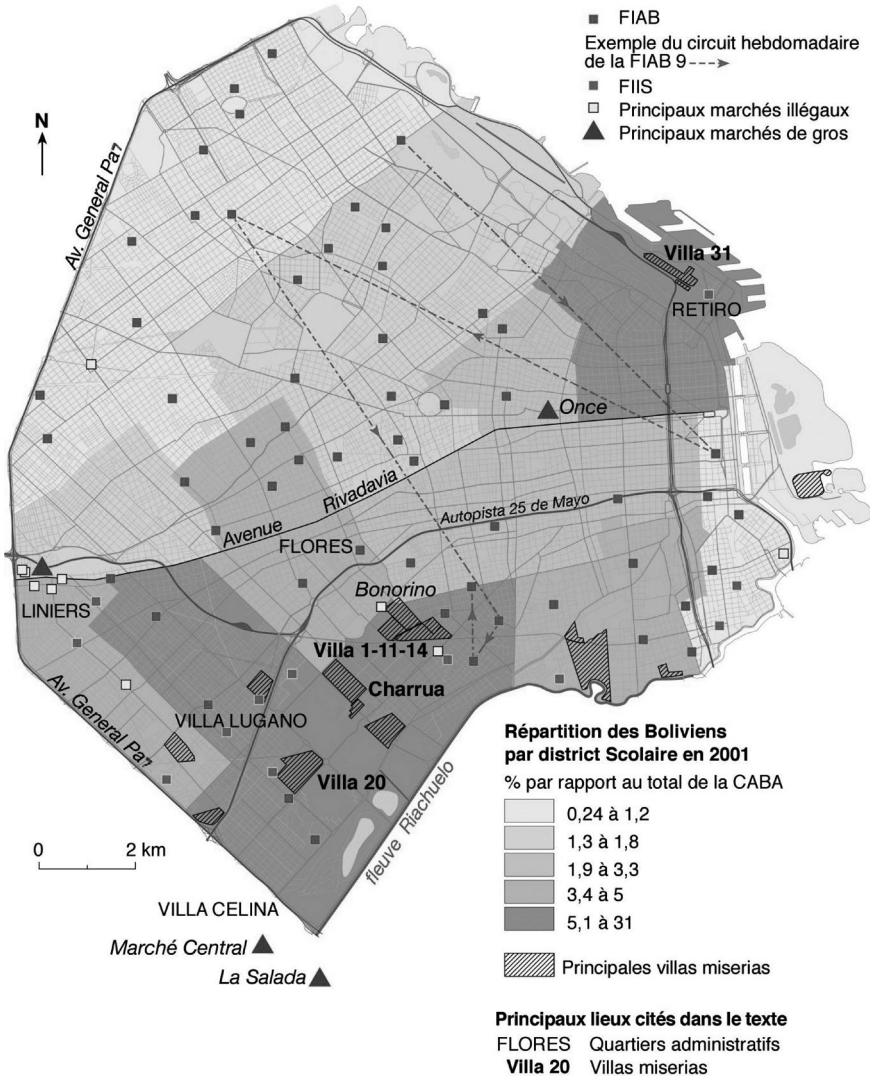 FIAB
Exemple du circuit hebdomadaire
de la FIAB 9
FIIS
Principaux marchés illégaux
Principaux marchés de gros
N
Av. General Paz
Villa 31
RETIRO
Once
Avenue Rivadavia
Autopista 25 de Mayo
FLORES
LINIERS
Bonorino
Villa 1-11-14
Charrua
Av. General Paz
VILLA LUGANO
Villa 20
fleuve Riachuelo
0 2 km
VILLA CELINA
Marché Central
La Salada
Répartition des Boliviens
par district Scolaire en 2001
% par rapport au total de la CABA
0,24 à 1,2
1,3 à 1,8
1,9 à 3,3
3,4 à 5
5,1 à 31
Principales villas miserias
Principaux lieux cités dans le texte
FLORES Quartiers administratifs
Villa 20 Villas miserias